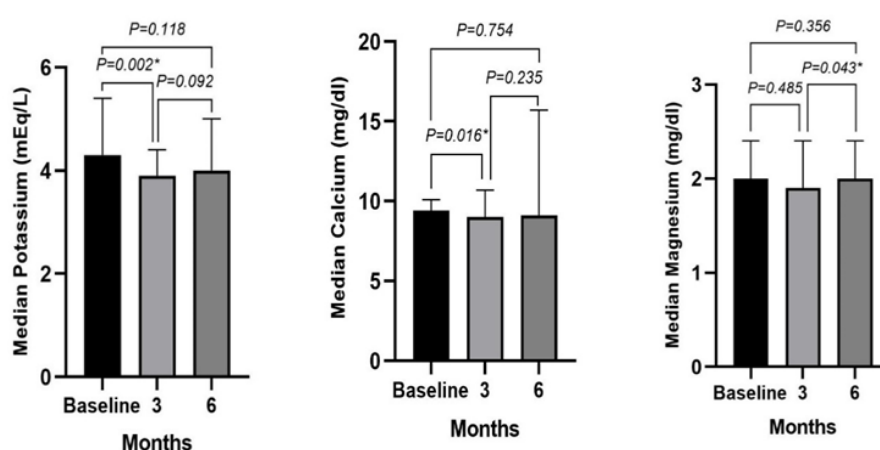 P=0.118
P=0.002*
P=0.092
Median Potassium (mEq/L)
6
4
2
0
Baseline 3 6
Months
P=0.754
P=0.235
P=0.016*
Median Calcium (mg/dl)
20
15
10
5
0
Baseline 3 6
Months
P=0.356
P=0.043*
P=0.485
Median Magnesium (mg/dl)
3
2
1
0
Baseline 3 6
Months